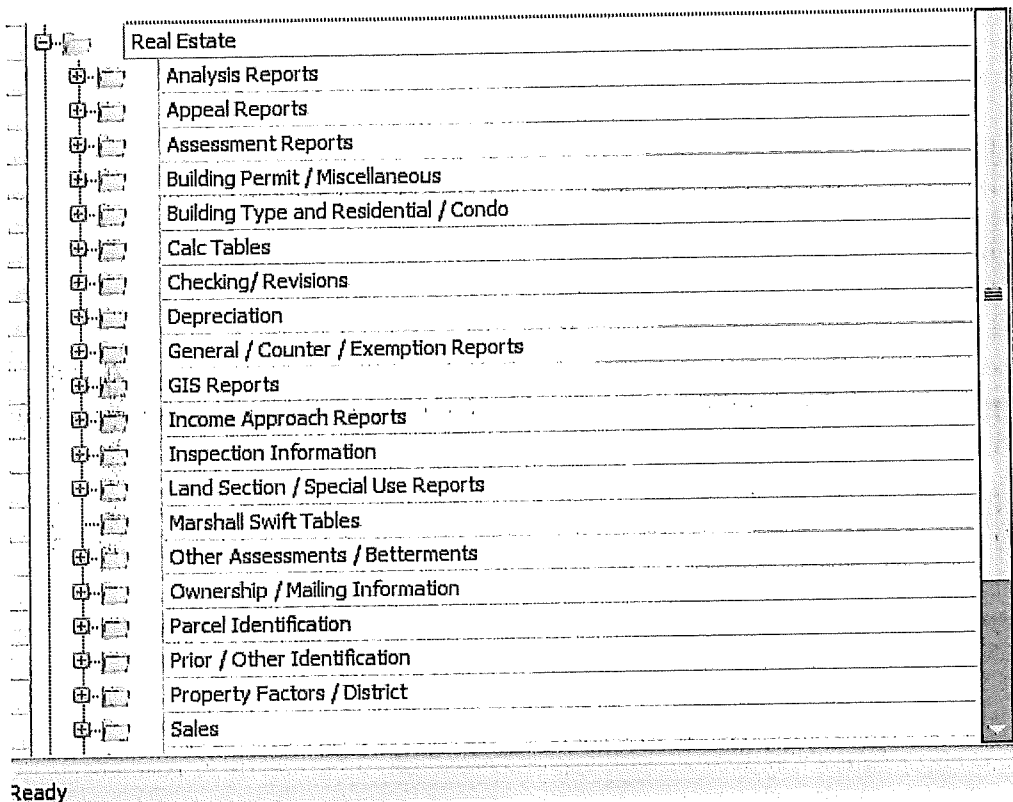 Real Estate
Analysis Reports
Appeal Reports
Assessment Reports
Building Permit / Miscellaneous
Building Type and Residential / Condo
Calc Tables
Checking/ Revisions
Depreciation
General / Counter / Exemption Reports
GIS Reports
Income Approach Reports
Inspection Information
Land Section / Special Use Reports
Marshall Swift Tables
Other Assessments / Betterments
Ownership / Mailing Information
Parcel Identification
Prior / Other Identification
Property Factors / District
Sales
Ready